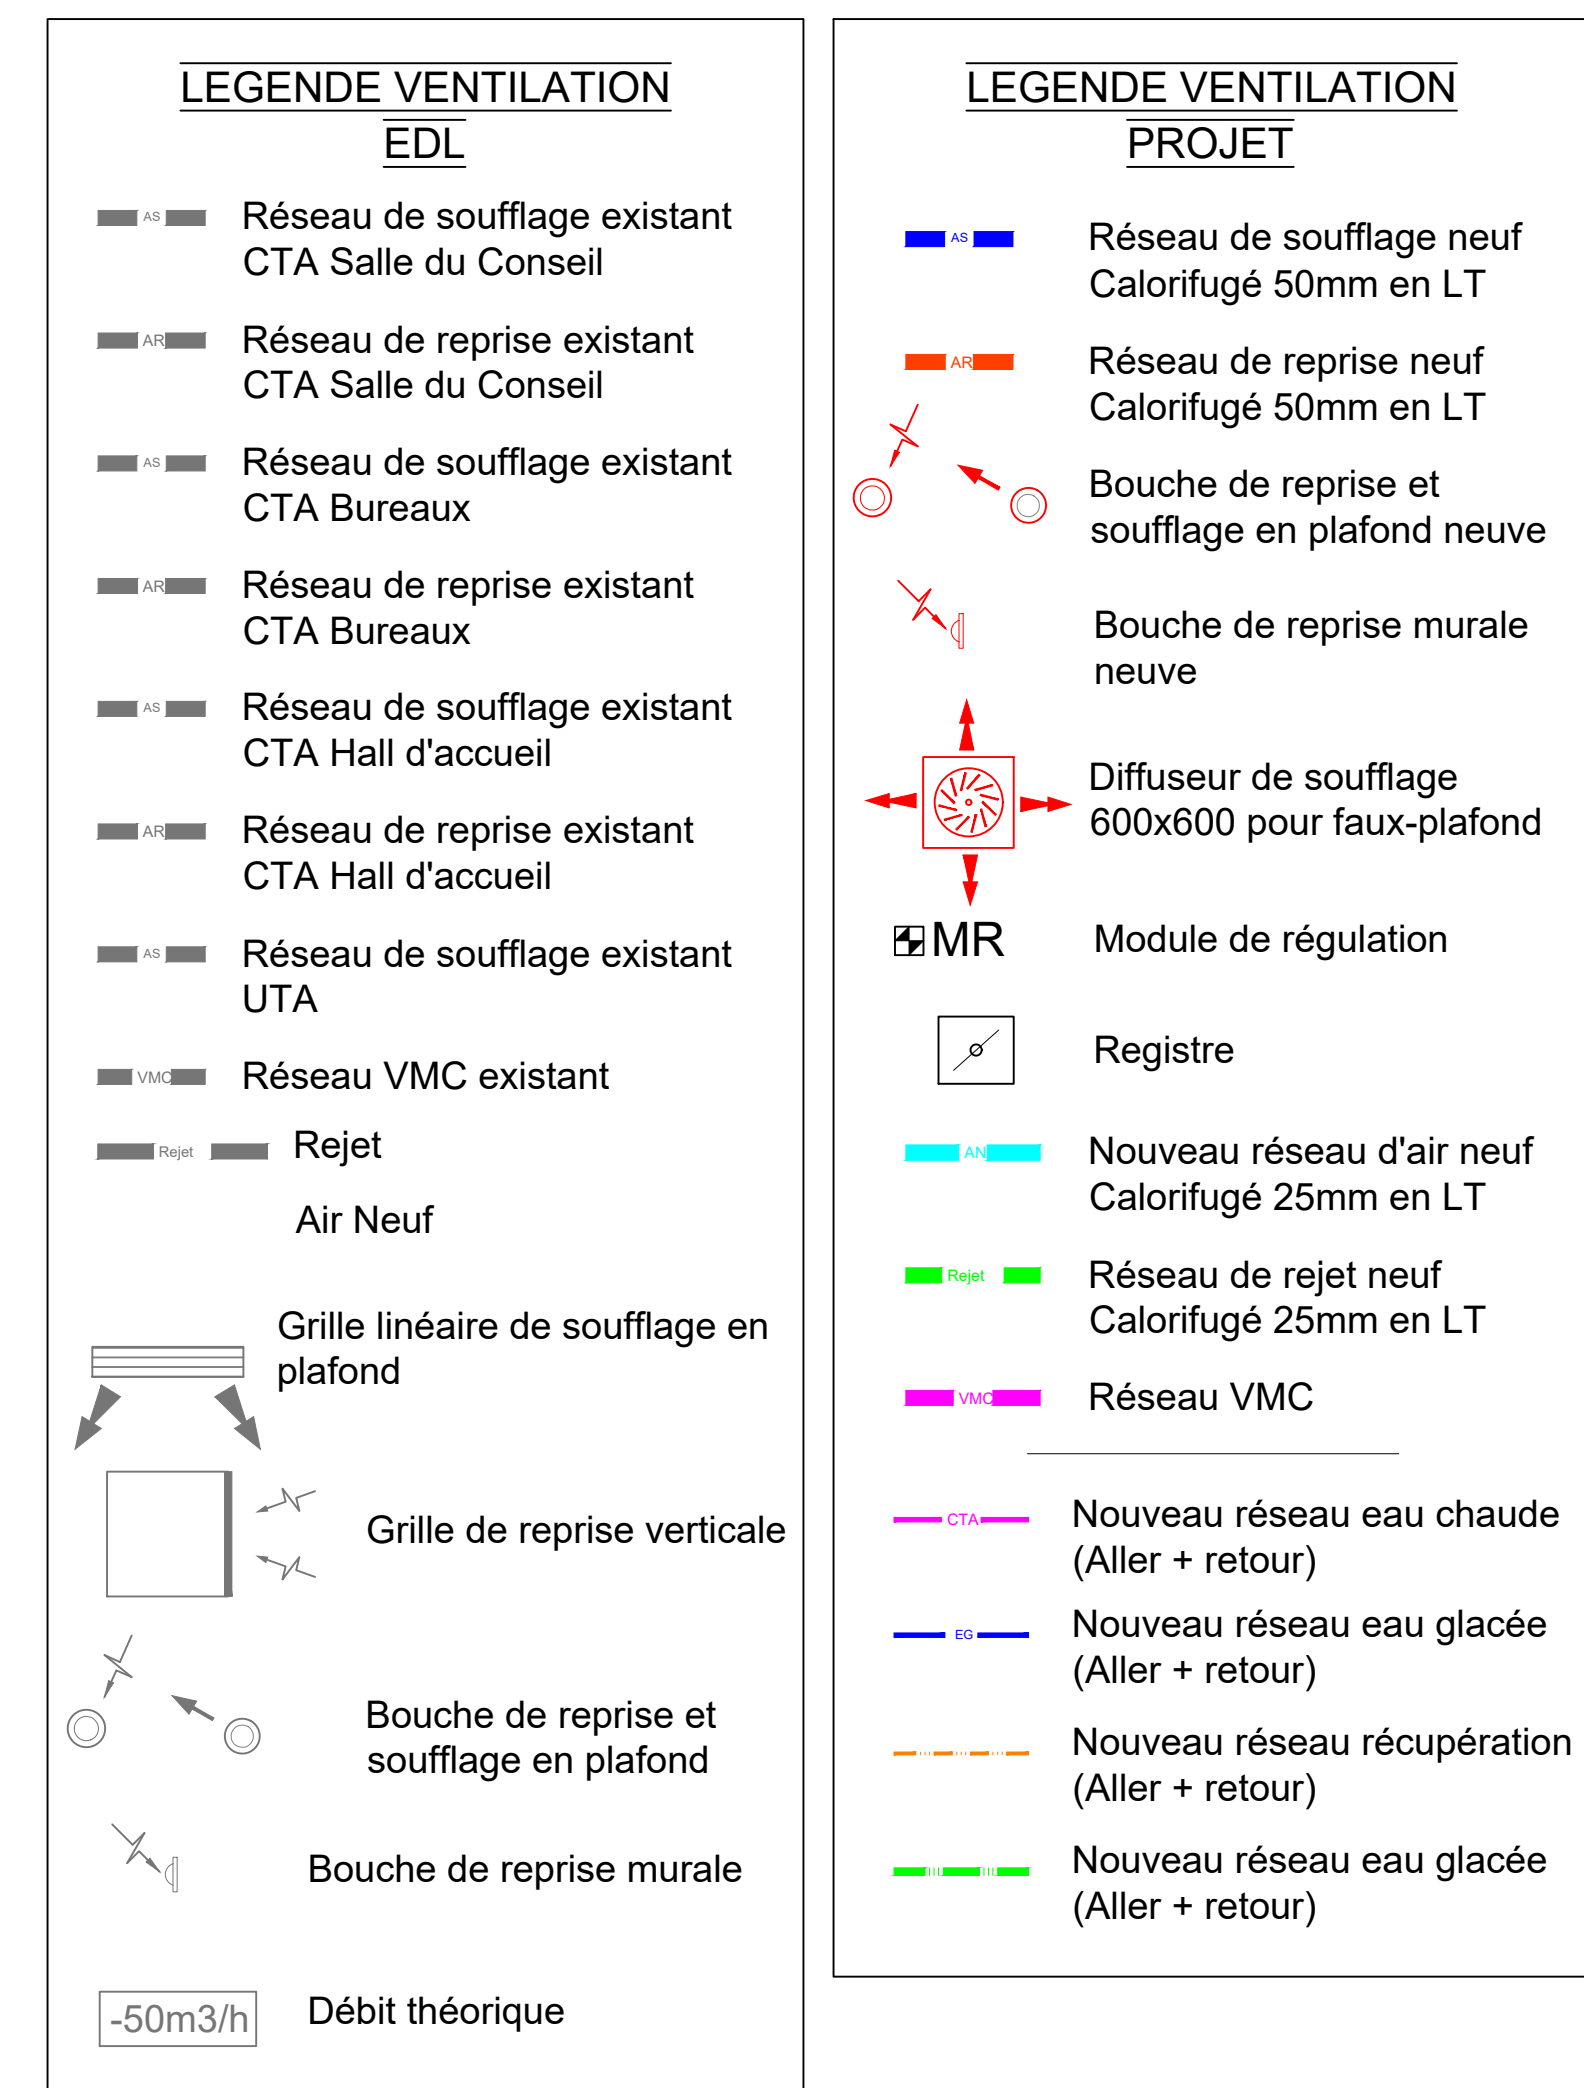 LEGENDE VENTILATION
EDL
AS Réseau de soufflage existant
CTA Salle du Conseil
AR Réseau de reprise existant
CTA Salle du Conseil
AS Réseau de soufflage existant
CTA Bureaux
AR Réseau de reprise existant
CTA Bureaux
AS Réseau de soufflage existant
CTA Hall d'accueil
AR Réseau de reprise existant
CTA Hall d'accueil
AS Réseau de soufflage existant
UTA
VMC Réseau VMC existant
Rejet Rejet
Air Neuf
Grille linéaire de soufflage en
plafond
Grille de reprise verticale
Bouche de reprise et
soufflage en plafond
Bouche de reprise murale
-50m3/h Débit théorique
LEGENDE VENTILATION
PROJET
AS Réseau de soufflage neuf
Calorifugé 50mm en LT
AR Réseau de reprise neuf
Calorifugé 50mm en LT
Bouche de reprise et
soufflage en plafond neuve
Bouche de reprise murale
neuve
Diffuseur de soufflage
600x600 pour faux-plafond
MR Module de régulation
Registre
AN Nouveau réseau d'air neuf
Calorifugé 25mm en LT
Rejet Réseau de rejet neuf
Calorifugé 25mm en LT
VMC Réseau VMC
CTA Nouveau réseau eau chaude
(Aller + retour)
EG Nouveau réseau eau glacée
(Aller + retour)
Nouveau réseau récupération
(Aller + retour)
Nouveau réseau eau glacée
(Aller + retour)